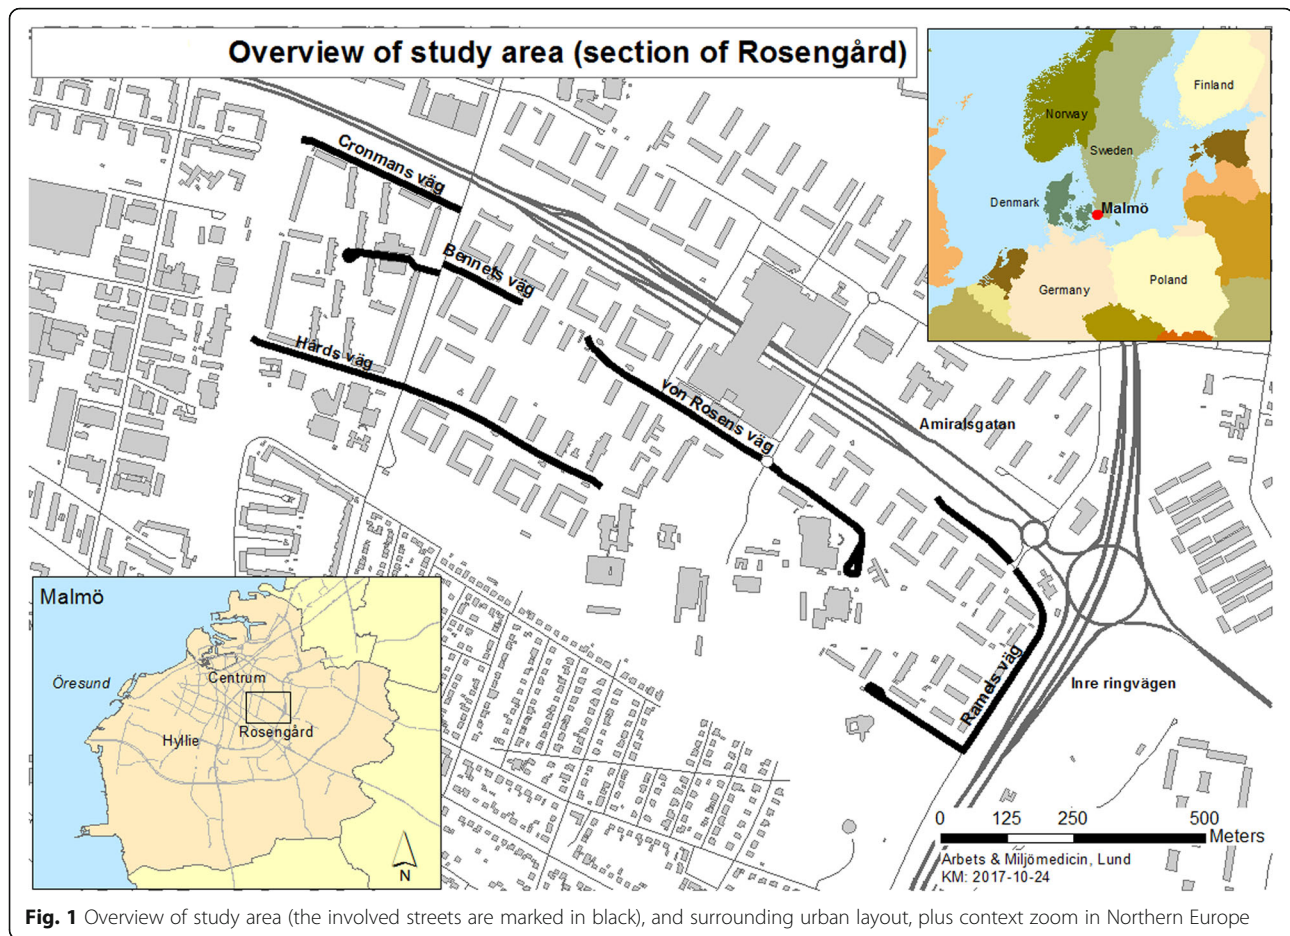 Overview of study area (section of Rosengård)
Finland
Norway
Sweden
Denmark
Malmö
Germany
Poland
Cronmans väg
Bennets väg
Hårds väg
von Rosens väg
Amiralsgatan
Ramels väg
Inre ringvägen
Malmö
Öresund
Centrum
Rosengård
Hyllie
N
0 125 250 500
Meters
Arbets & Miljömedicin, Lund
KM: 2017-10-24
Fig. 1 Overview of study area (the involved streets are marked in black), and surrounding urban layout, plus context zoom in Northern Europe